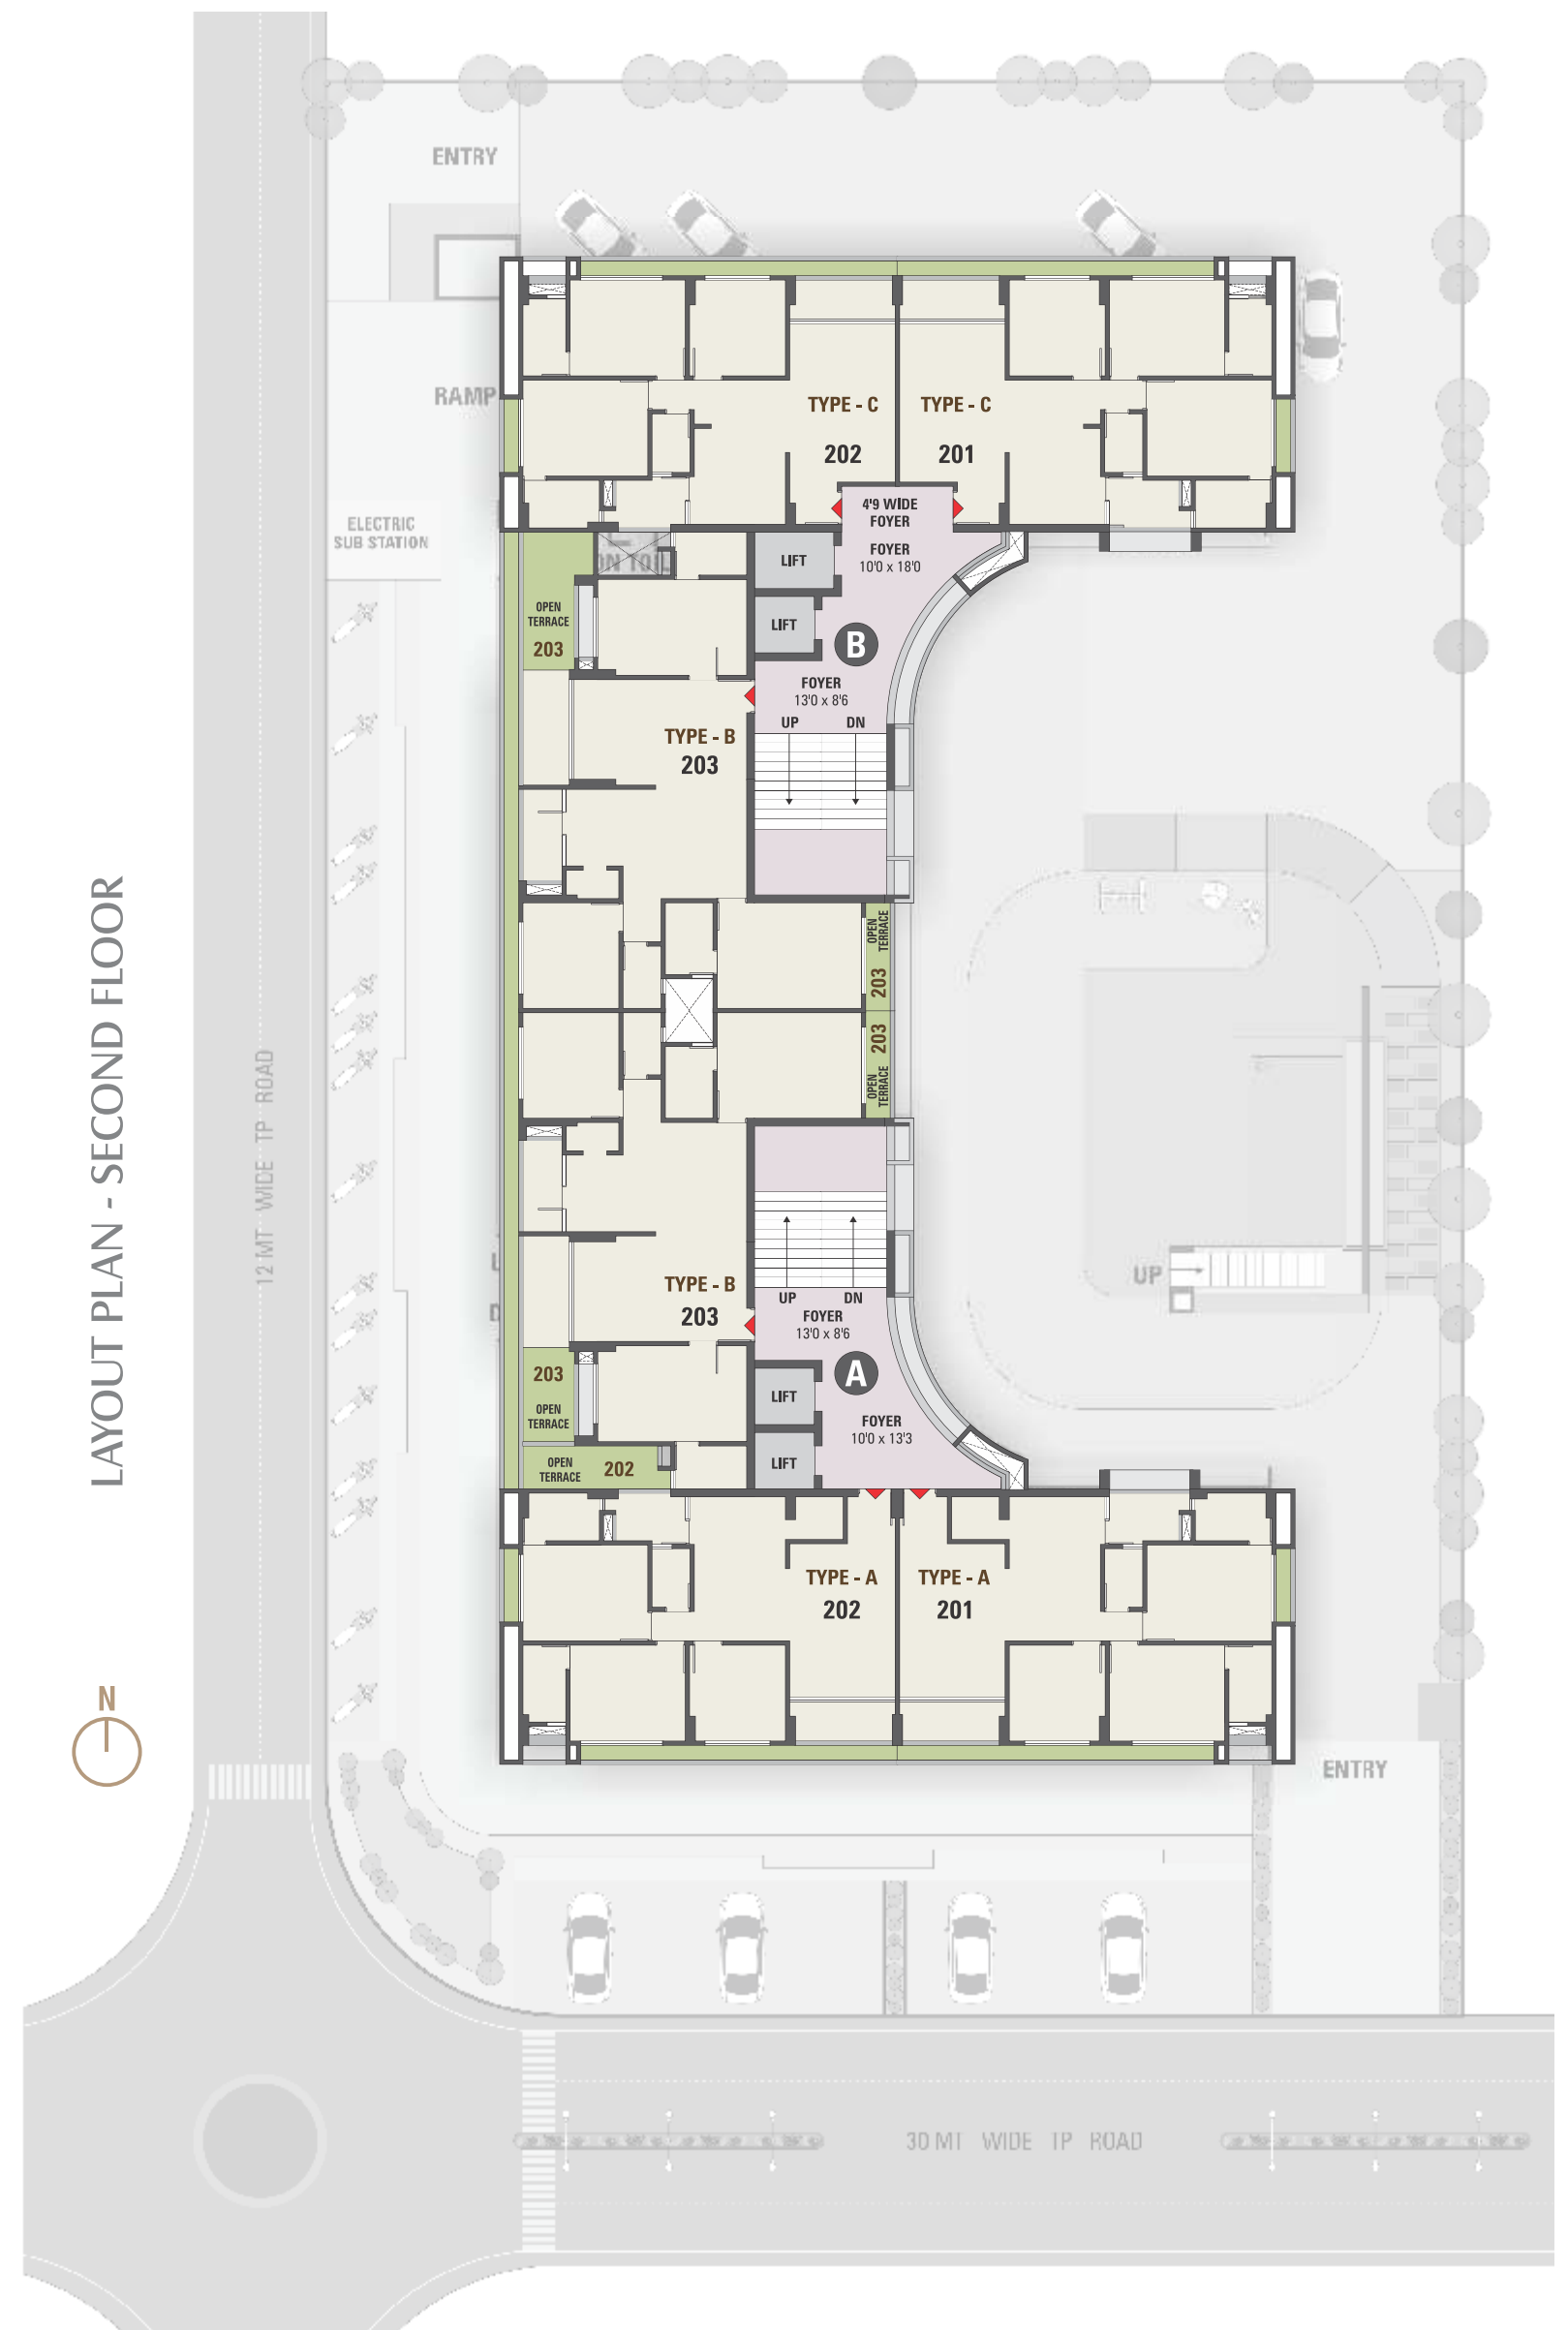 LAYOUT PLAN - SECOND FLOOR
N
12 MT WIDE TP ROAD
ENTRY
RAMP
ELECTRIC
SUB STATION
TYPE - C
202
TYPE - C
201
4'9 WIDE
FOYER
FOYER
10'0 x 18'0
LIFT
LIFT
B
OPEN
TERRACE
203
FOYER
13'0 x 8'6
UP
DN
TYPE - B
203
OPEN
TERRACE
203
203
OPEN
TERRACE
UP
TYPE - B
203
UP
DN
FOYER
13'0 x 8'6
A
203
OPEN
TERRACE
LIFT
FOYER
10'0 x 13'3
LIFT
OPEN
TERRACE
202
TYPE - A
202
TYPE - A
201
ENTRY
30 MT WIDE TP ROAD